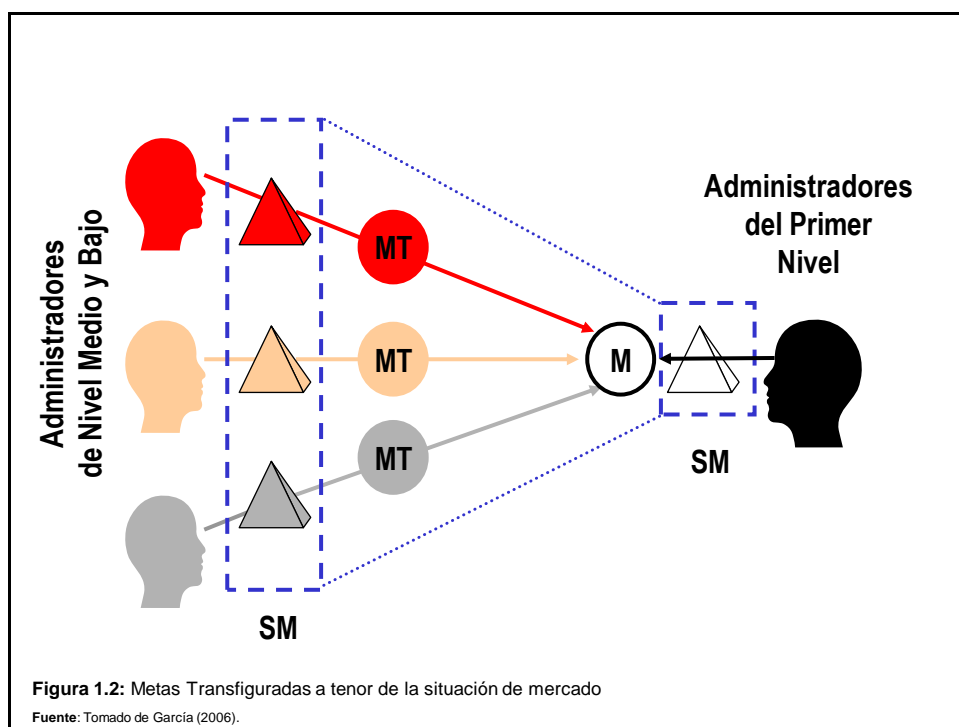 Administradores
de Nivel Medio y Bajo
MT
MT
MT
SM
M
Administradores
del Primer
Nivel
SM
Figura 1.2: Metas Transfiguradas a tenor de la situación de mercado
Fuente: Tomado de García (2006).